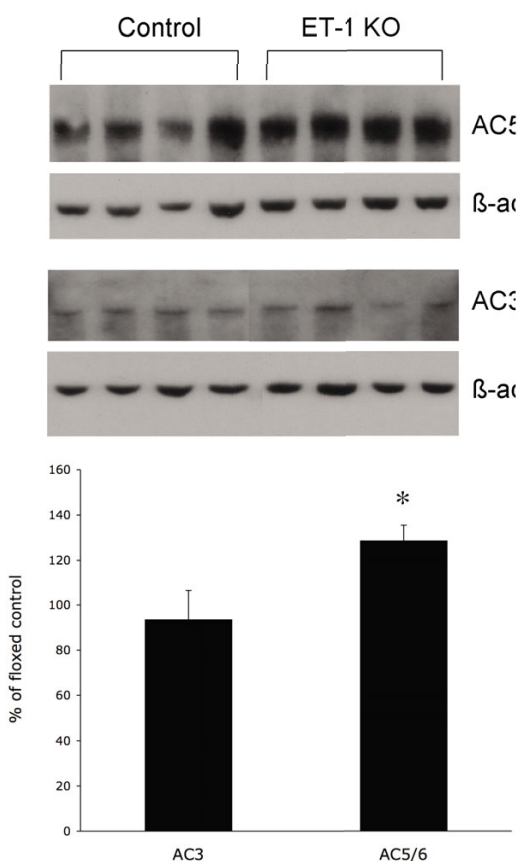 Control ET-1 KO
AC5
ß-ac
AC3
ß-ac
160
140
*
120
100
80
60
40
20
0
% of floxed control
AC3 AC5/6